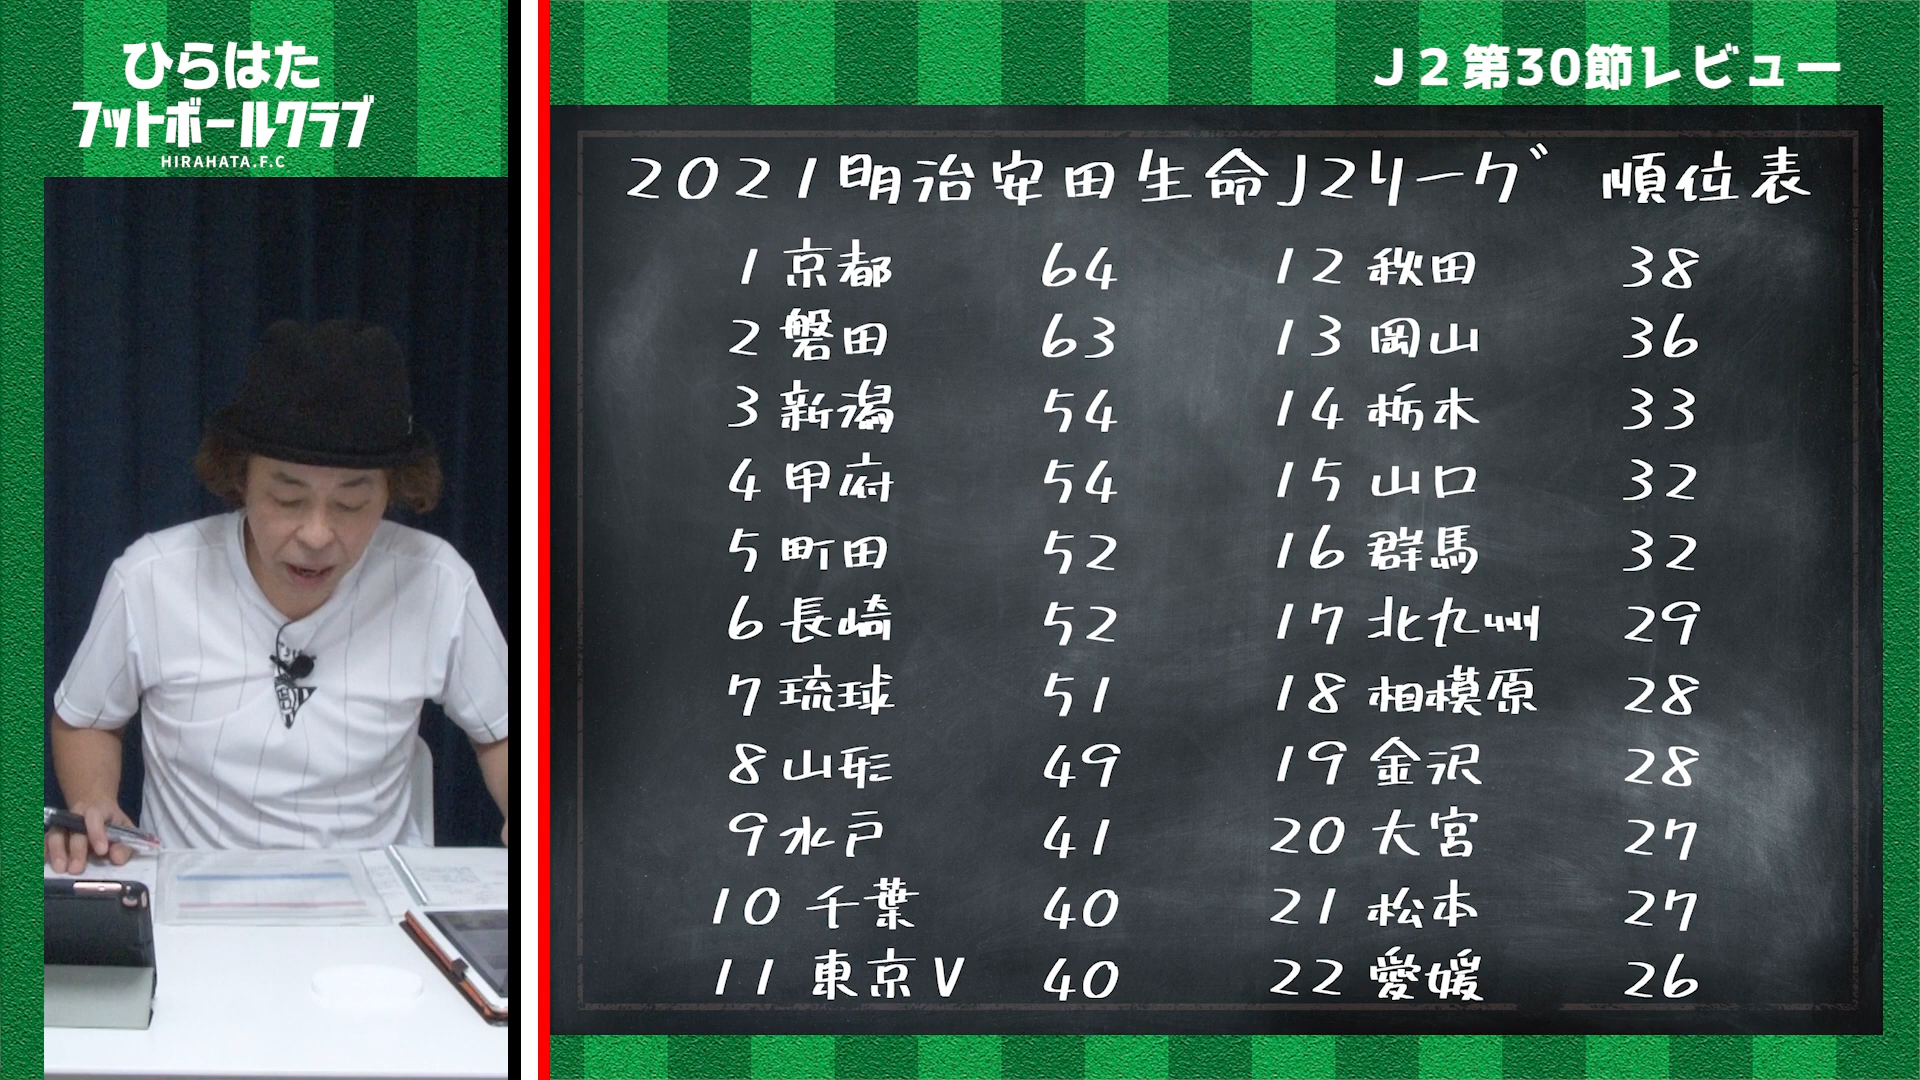 ひらはた
フットボールクラブ
HIRAHATA.F.C
J2第30節レビュー
2021明治安田生命J2リーグ 順位表
1 京都 64
2 磐田 63
3 新潟 54
4 甲府 54
5 町田 52
6 長崎 52
7 琉球 51
8 山形 49
9 水戸 41
10 千葉 40
11 東京V 40
12 秋田 38
13 岡山 36
14 栃木 33
15 山口 32
16 群馬 32
17 北九州 29
18 相模原 28
19 金沢 28
20 大宮 27
21 松本 27
22 愛媛 26